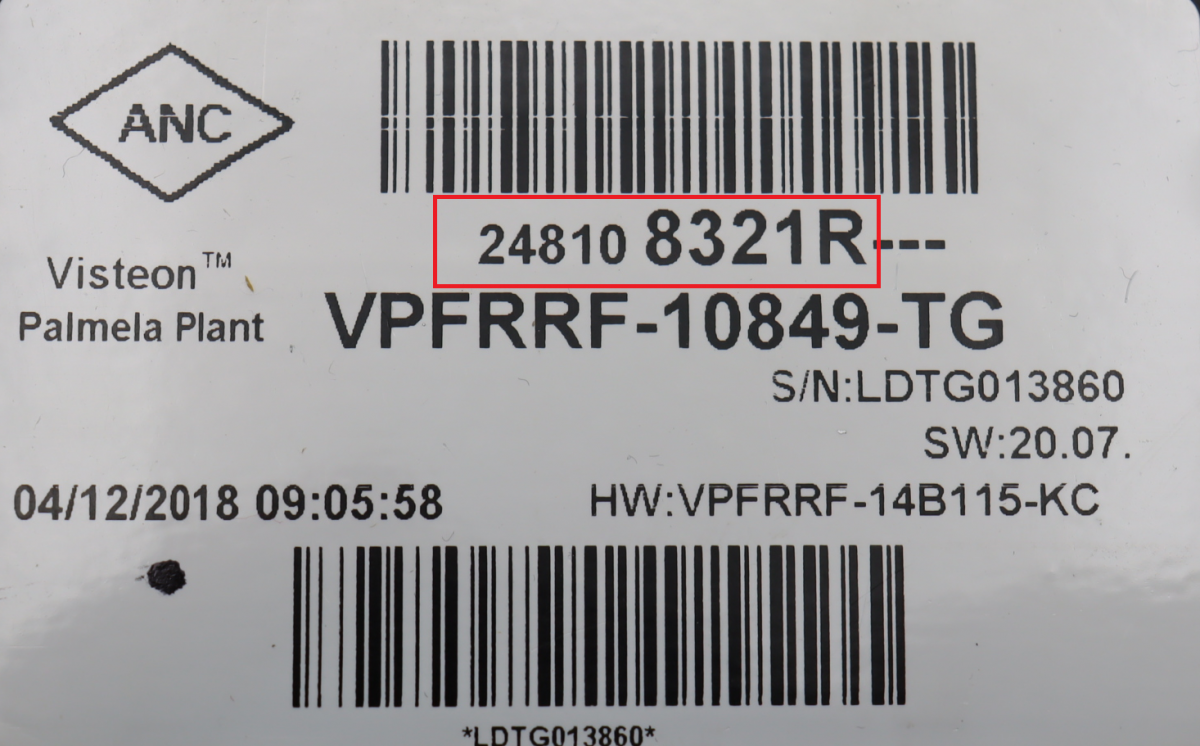 ANC
24810 8321R---
Visteon™
Palmela Plant
VPFRRF-10849-TG
S/N:LDTG013860
SW:20.07.
04/12/2018 09:05:58
HW:VPFRRF-14B115-KC
*LDTG013860*